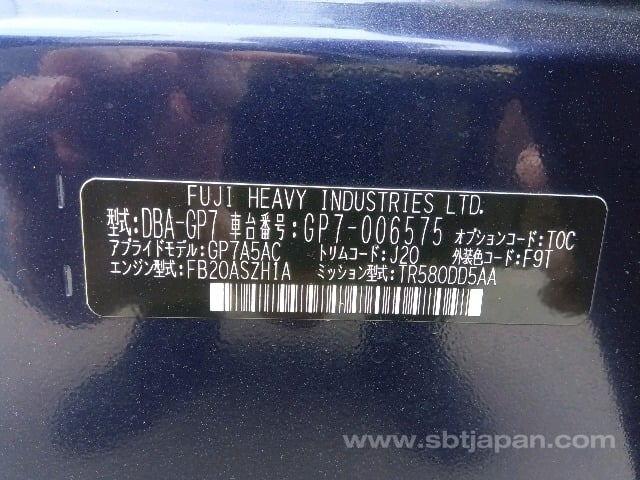 FUJI HEAVY INDUSTRIES LTD.
型式:DBA-GP7 車台番号:GP7-006575 オプションコード:TOC
アプライドモデル:GP7A5AC トリムコード:J20 外装色コード:F9T
エンジン型式:FB20ASZH1A ミッション型式:TR580DD5AA
www.sbtjapan.com/